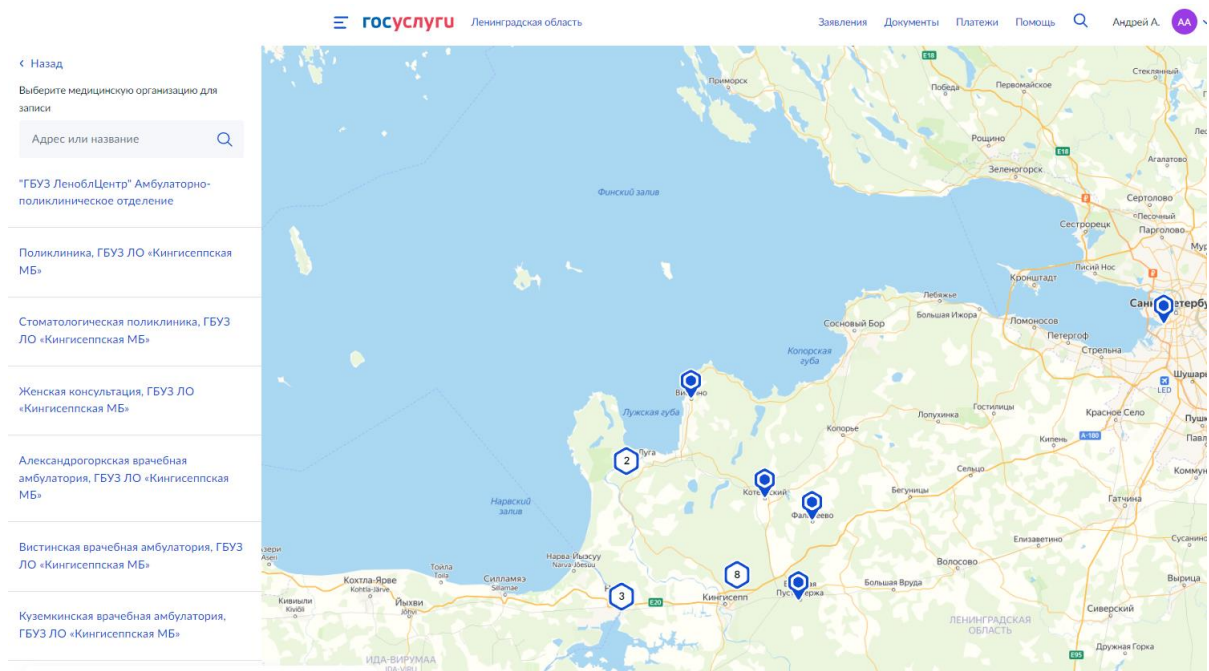 госуслуги
Ленинградская область
Заявления
Документы
Платежи
Помощь
Андрей А.
АА
Назад
Выберите медицинскую организацию для
записи
Адрес или название
"ГБУЗ ЛеноблЦентр" Амбулаторно-
поликлиническое отделение
Поликлиника, ГБУЗ ЛО «Кингисеппская
МБ»
Стоматологическая поликлиника, ГБУЗ
ЛО «Кингисеппская МБ»
Женская консультация, ГБУЗ ЛО
«Кингисеппская МБ»
Александрогоркская врачебная
амбулатория, ГБУЗ ЛО «Кингисеппская
МБ»
Вистинская врачебная амбулатория, ГБУЗ
ЛО «Кингисеппская МБ»
Куземкинская врачебная амбулатория,
ГБУЗ ЛО «Кингисеппская МБ»
E18
Стеклянный
Приморск
Победа
Первомайское
Рощино
E18
Агалатово
Зеленогорск
Финский залив
Сертолово
Песочный
Сестрорецк
Парголово
Лисий Нос
Кронштадт
Лебяжье
Большая Ижора
Ломоносов
Сосновый Бор
Петергоф
Стрельна
Копорская
губа
LED
Лужская губа
Лопухинка
Гостилицы
Красное Село
Копорье
Кипень
А-180
2
Сельцо
Бегуницы
Гатчина
Нарвский
залив
Елизаветино
Нарва-Йыэсуу
Narva-Jõesuu
Волосово
Тойла
Toila
Силламяэ
Sillamäe
Кохтла-Ярве
Kohtla-Järve
8
Большая Вруда
Вырица
Кивиыли
Kiviõli
Йыхви
Jõhvi
3
E20
Кингисепп
Сиверский
ЛЕНИНГРАДСКАЯ
ОБЛАСТЬ
Дружная Горка
E95
ИДА-ВИРУМАА
IDA-VIRU